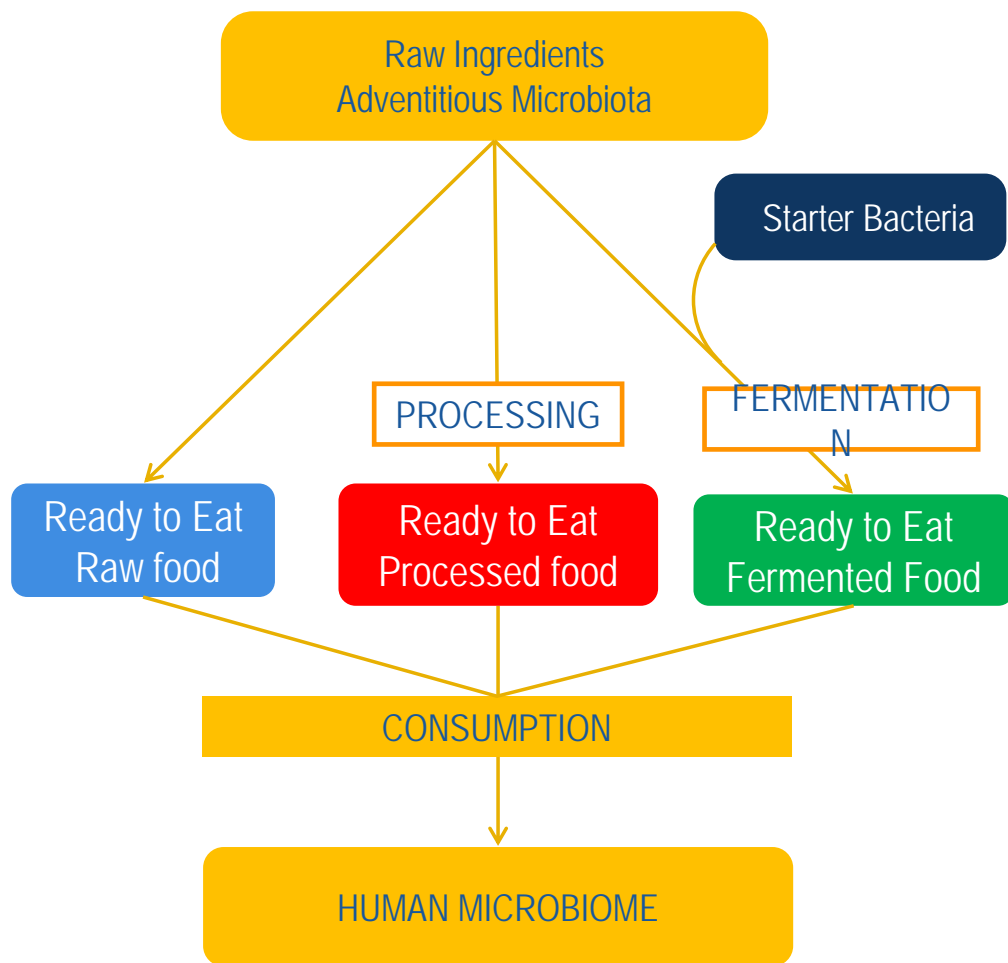 Raw Ingredients
Adventitious Microbiota
Starter Bacteria
PROCESSING
FERMENTATIO
N
Ready to Eat
Raw food
Ready to Eat
Processed food
Ready to Eat
Fermented Food
CONSUMPTION
HUMAN MICROBIOME